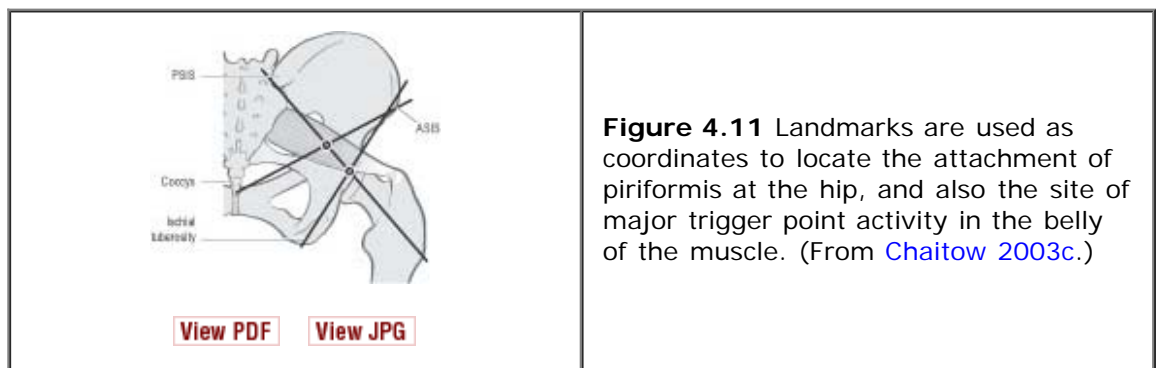 PSIS
ASIS
Coccyx
Ischial
tuberosity
View PDF View JPG
Figure 4.11 Landmarks are used as
coordinates to locate the attachment of
piriformis at the hip, and also the site of
major trigger point activity in the belly
of the muscle. (From Chaitow 2003c.)